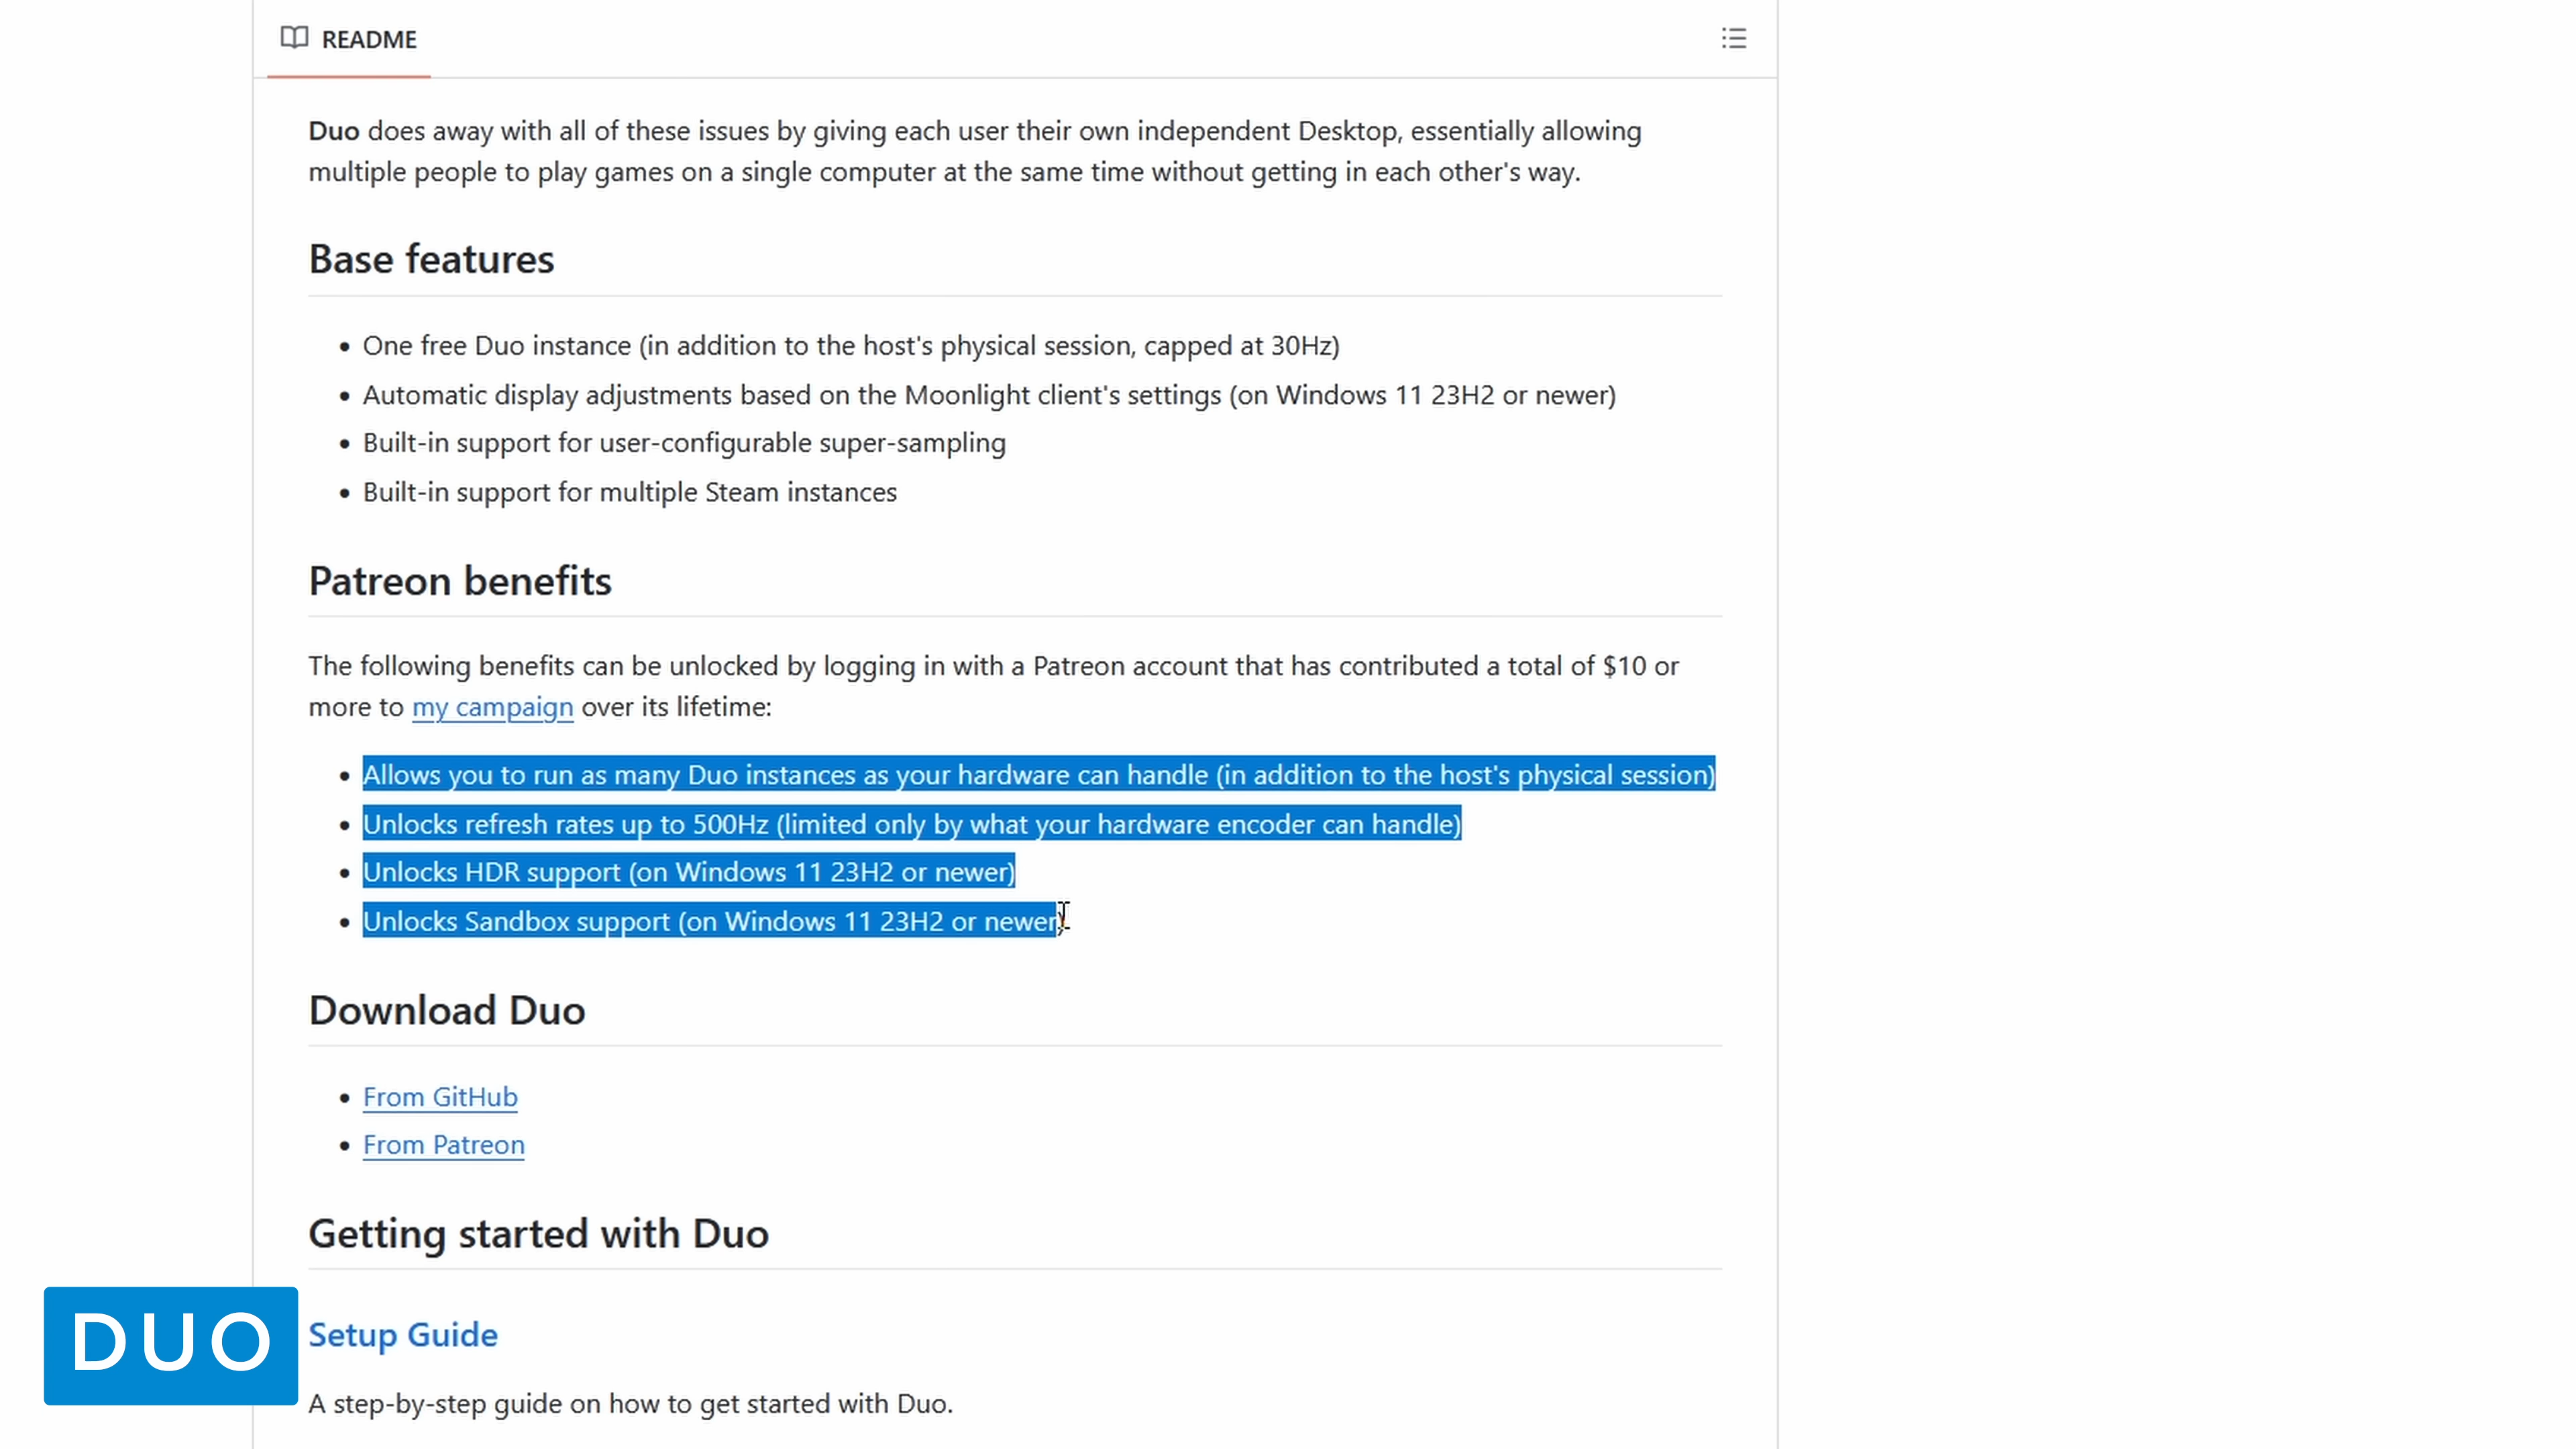 README
Duo does away with all of these issues by giving each user their own independent Desktop, essentially allowing
multiple people to play games on a single computer at the same time without getting in each other's way.
Base features
One free Duo instance (in addition to the host's physical session, capped at 30Hz)
Automatic display adjustments based on the Moonlight client's settings (on Windows 11 23H2 or newer)
Built-in support for user-configurable super-sampling
Built-in support for multiple Steam instances
Patreon benefits
The following benefits can be unlocked by logging in with a Patreon account that has contributed a total of $10 or
more to my campaign over its lifetime:
Allows you to run as many Duo instances as your hardware can handle (in addition to the host's physical session)
Unlocks refresh rates up to 500Hz (limited only by what your hardware encoder can handle)
Unlocks HDR support (on Windows 11 23H2 or newer)
Unlocks Sandbox support (on Windows 11 23H2 or newer)
Download Duo
From GitHub
From Patreon
Getting started with Duo
Setup Guide
A step-by-step guide on how to get started with Duo.
DUO